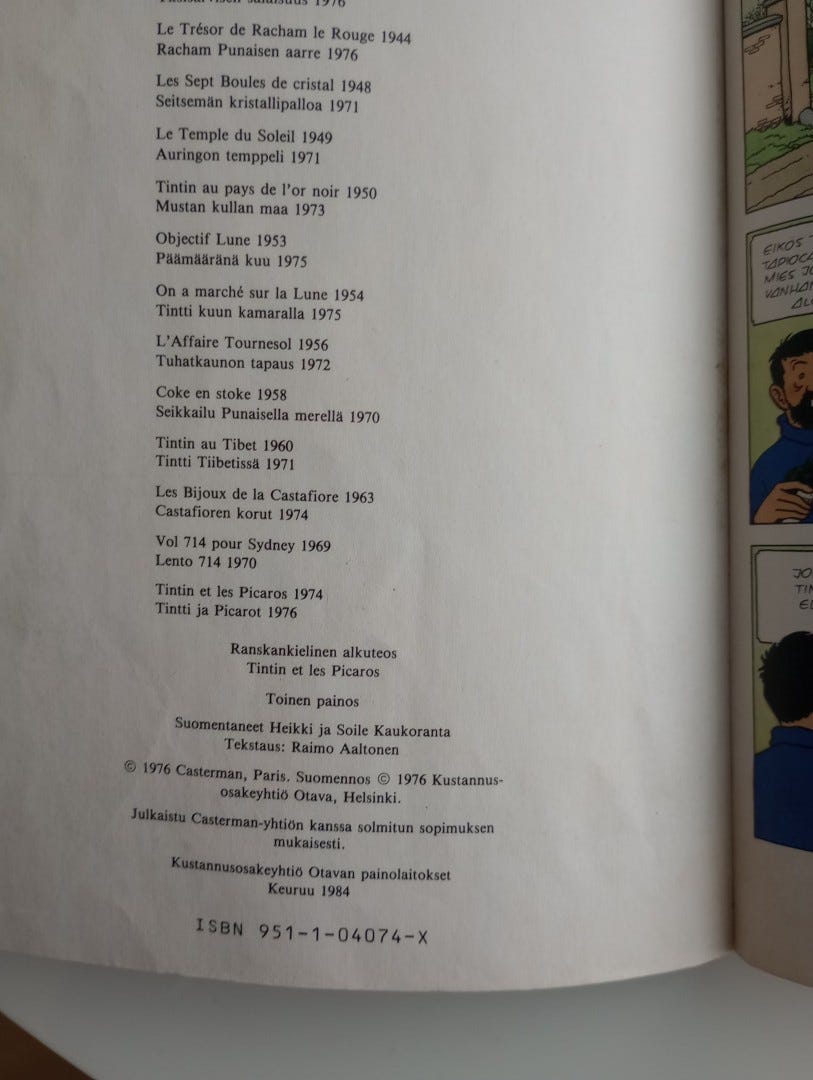 salaisuus 1976
Le Trésor de Racham le Rouge 1944
Racham Punaisen aarre 1976
Les Sept Boules de cristal 1948
Seitsemän kristallipalloa 1971
Le Temple du Soleil 1949
Auringon temppeli 1971
Tintin au pays de l'or noir 1950
Mustan kullan maa 1973
Objectif Lune 1953
Päämääränä kuu 1975
On a marché sur la Lune 1954
Tintti kuun kamaralla 1975
L'Affaire Tournesol 1956
Tuhatkaunon tapaus 1972
Coke en stoke 1958
Seikkailu Punaisella merellä 1970
Tintin au Tibet 1960
Tintti Tiibetissä 1971
Les Bijoux de la Castafiore 1963
Castafioren korut 1974
Vol 714 pour Sydney 1969
Lento 714 1970
Tintin et les Picaros 1974
Tintti ja Picarot 1976
Ranskankielinen alkuteos
Tintin et les Picaros
Toinen painos
Suomentaneet Heikki ja Soile Kaukoranta
Tekstaus: Raimo Aaltonen
© 1976 Casterman, Paris. Suomennos © 1976 Kustannus-
osakeyhtiö Otava, Helsinki.
Julkaistu Casterman-yhtiön kanssa solmitun sopimuksen
mukaisesti.
Kustannusosakeyhtiö Otavan painolaitokset
Keuruu 1984
ISBN 951-1-04074-X
EIKÖS
MIES